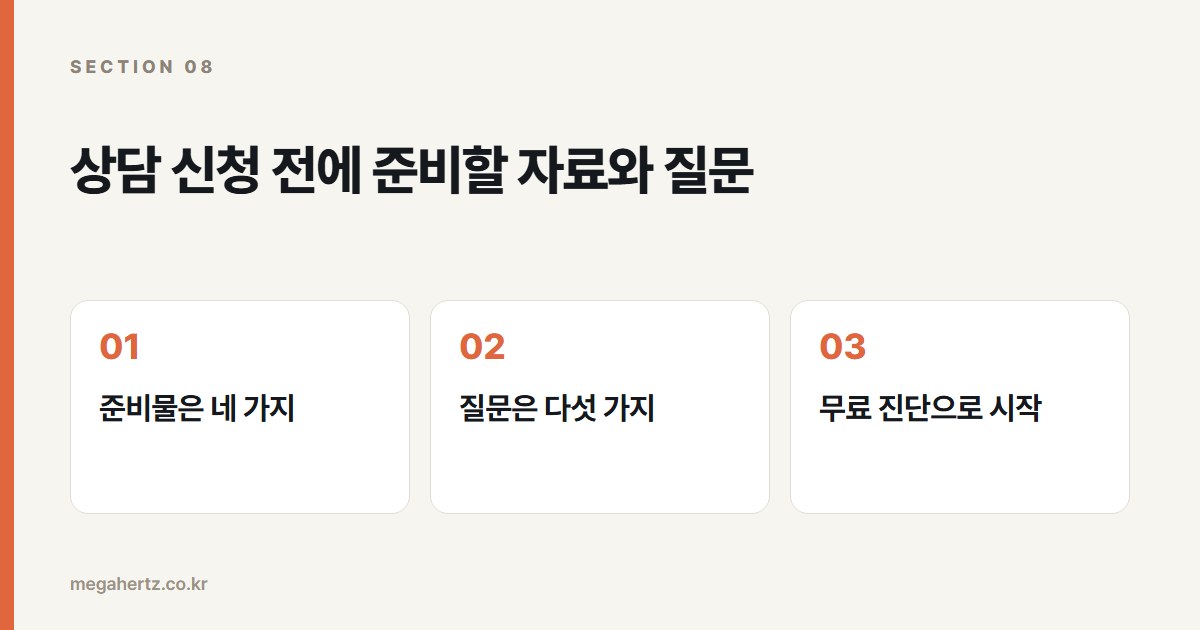 SECTION 08
상담 신청 전에 준비할 자료와 질문
01
준비물은 네 가지
02
질문은 다섯 가지
03
무료 진단으로 시작
megahertz.co.kr